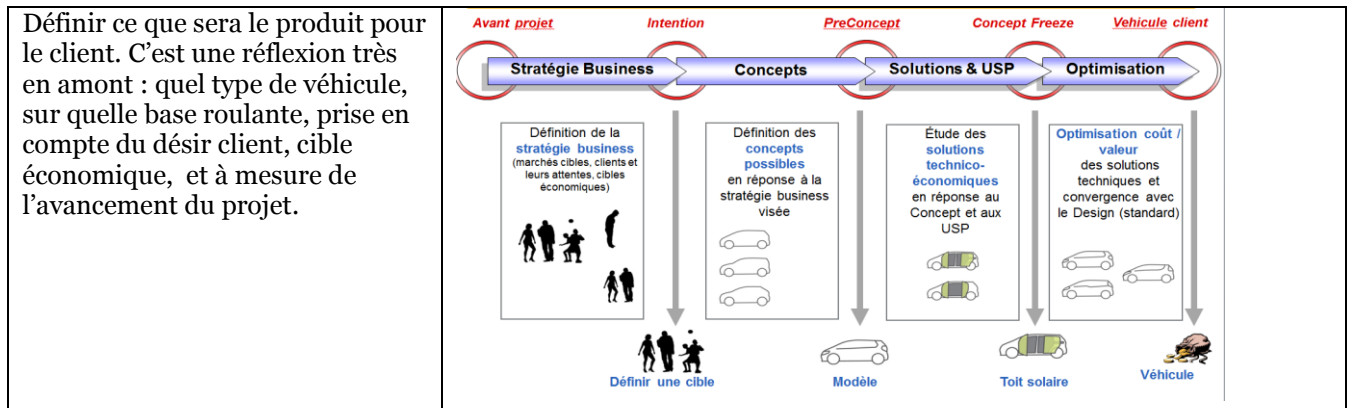 Définir ce que sera le produit pour
le client. C’est une réflexion très
en amont : quel type de véhicule,
sur quelle base roulante, prise en
compte du désir client, cible
économique, et à mesure de
l’avancement du projet.
Avant projet
Intention
PreConcept
Concept Freeze
Vehicule client
Stratégie Business
Concepts
Solutions & USP
Optimisation
Définition de la
stratégie business
(marchés cibles, clients et
leurs attentes, cibles
économiques)
Définition des
concepts
possibles
en réponse à la
stratégie business
visée
Étude des
solutions
technico-
économiques
en réponse au
Concept et aux
USP
Optimisation coût /
valeur
des solutions
techniques et
convergence avec
le Design (standard)
Définir une cible
Modèle
Toit solaire
Véhicule